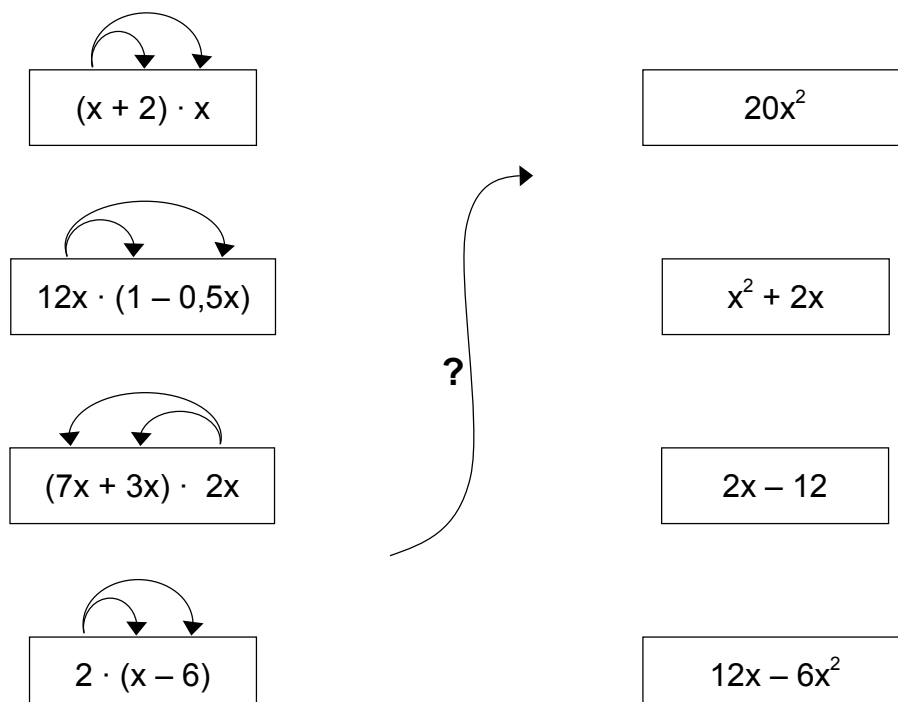 (x + 2) · x
20x²
12x · (1 – 0,5x)
x² + 2x
?
(7x + 3x) · 2x
2x – 12
2 · (x – 6)
12x – 6x²